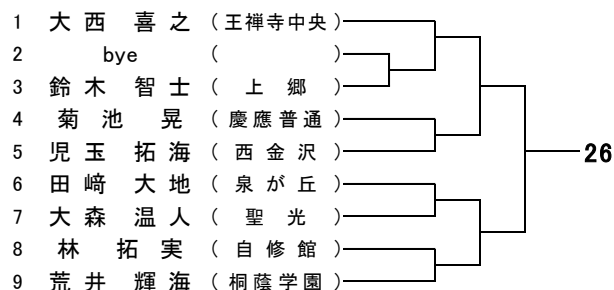 1 大西 喜之 (王禅寺中央)
2 bye ( )
3 鈴木 智士 (上郷)
4 菊池 晃 (慶應普通)
5 児玉 拓海 (西金沢)
6 田﨑 大地 (泉が丘)
7 大森 温人 (聖光)
8 林 拓実 (自修館)
9 荒井 輝海 (桐蔭学園)
26